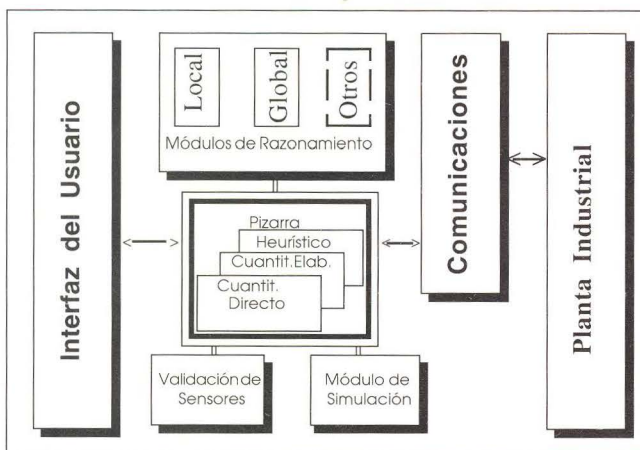 Interfaz del Usuario
Local
Global
Otros
Módulos de Razonamiento
Pizarra
Heurístico
Cuantit.Elab.
Cuantit.
Directo
Validación de
Sensores
Módulo de
Simulación
Comunicaciones
Planta Industrial